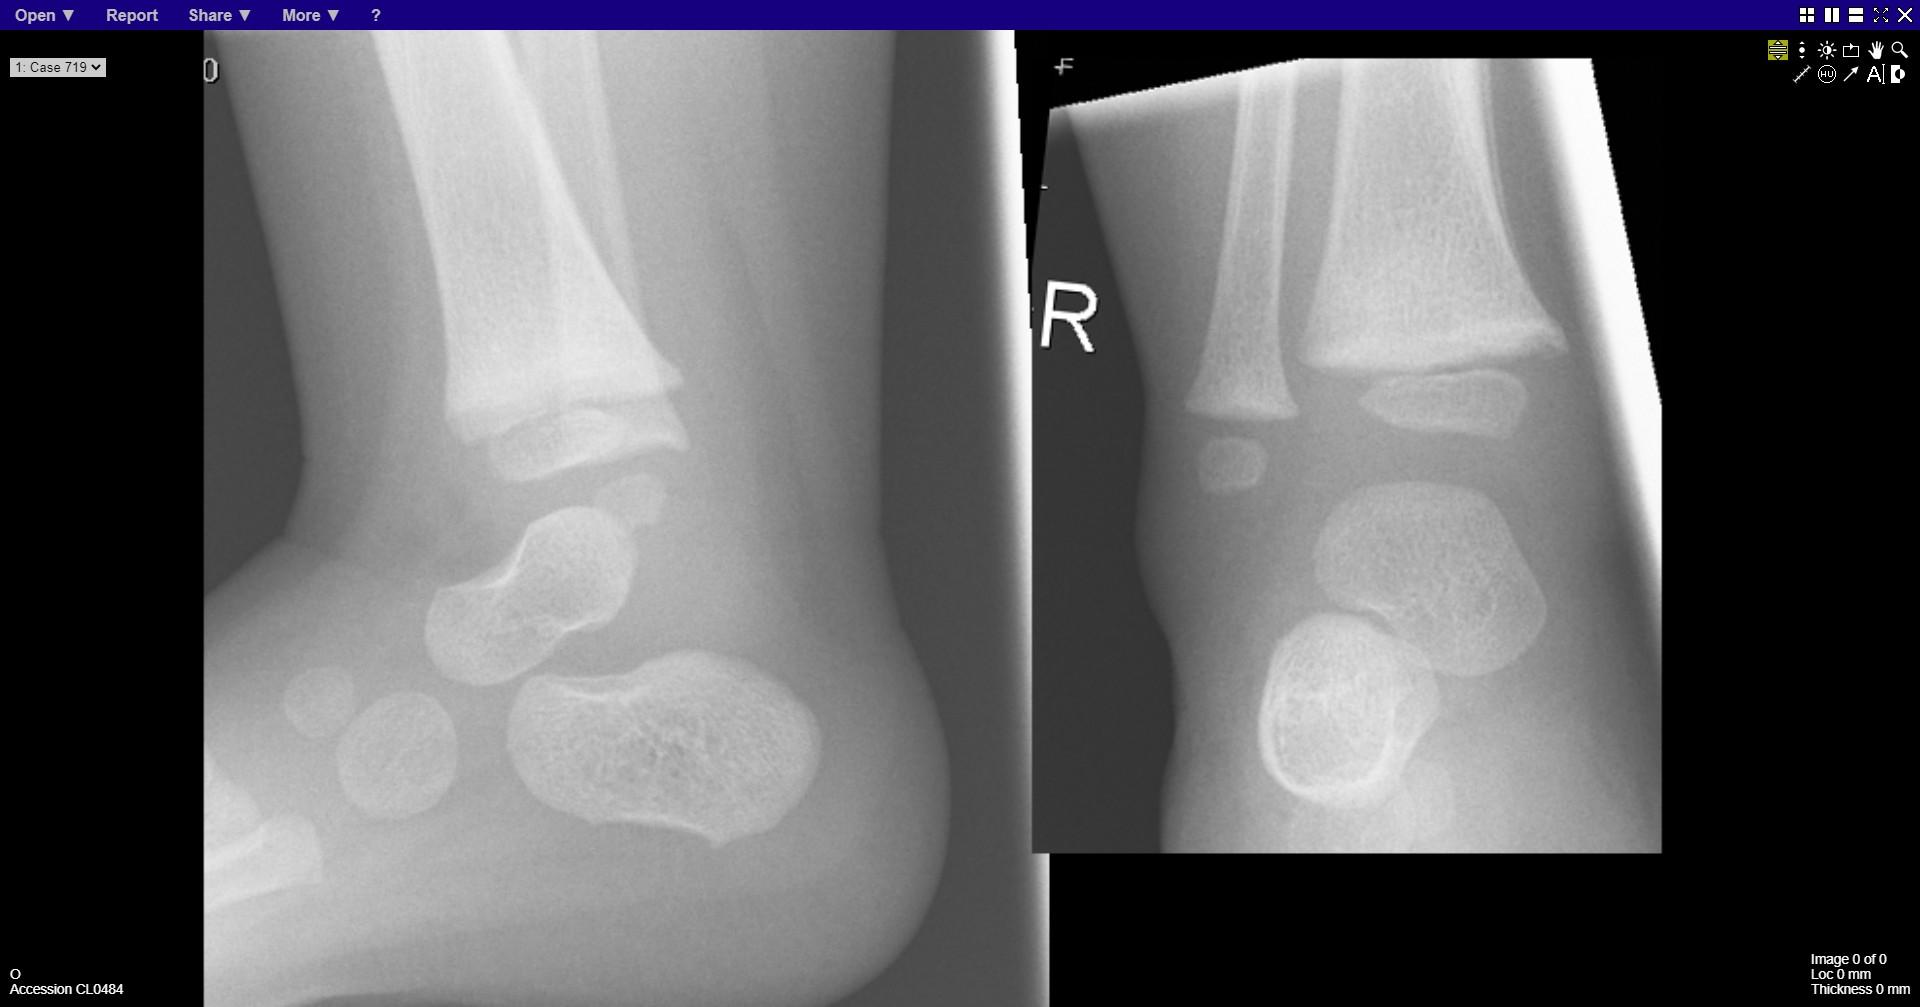 Open ▼ Report Share ▼ More ▼ ?
1: Case 719
HU
A
R
O
Accession CL0484
Image 0 of 0
Loc 0 mm
Thickness 0 mm